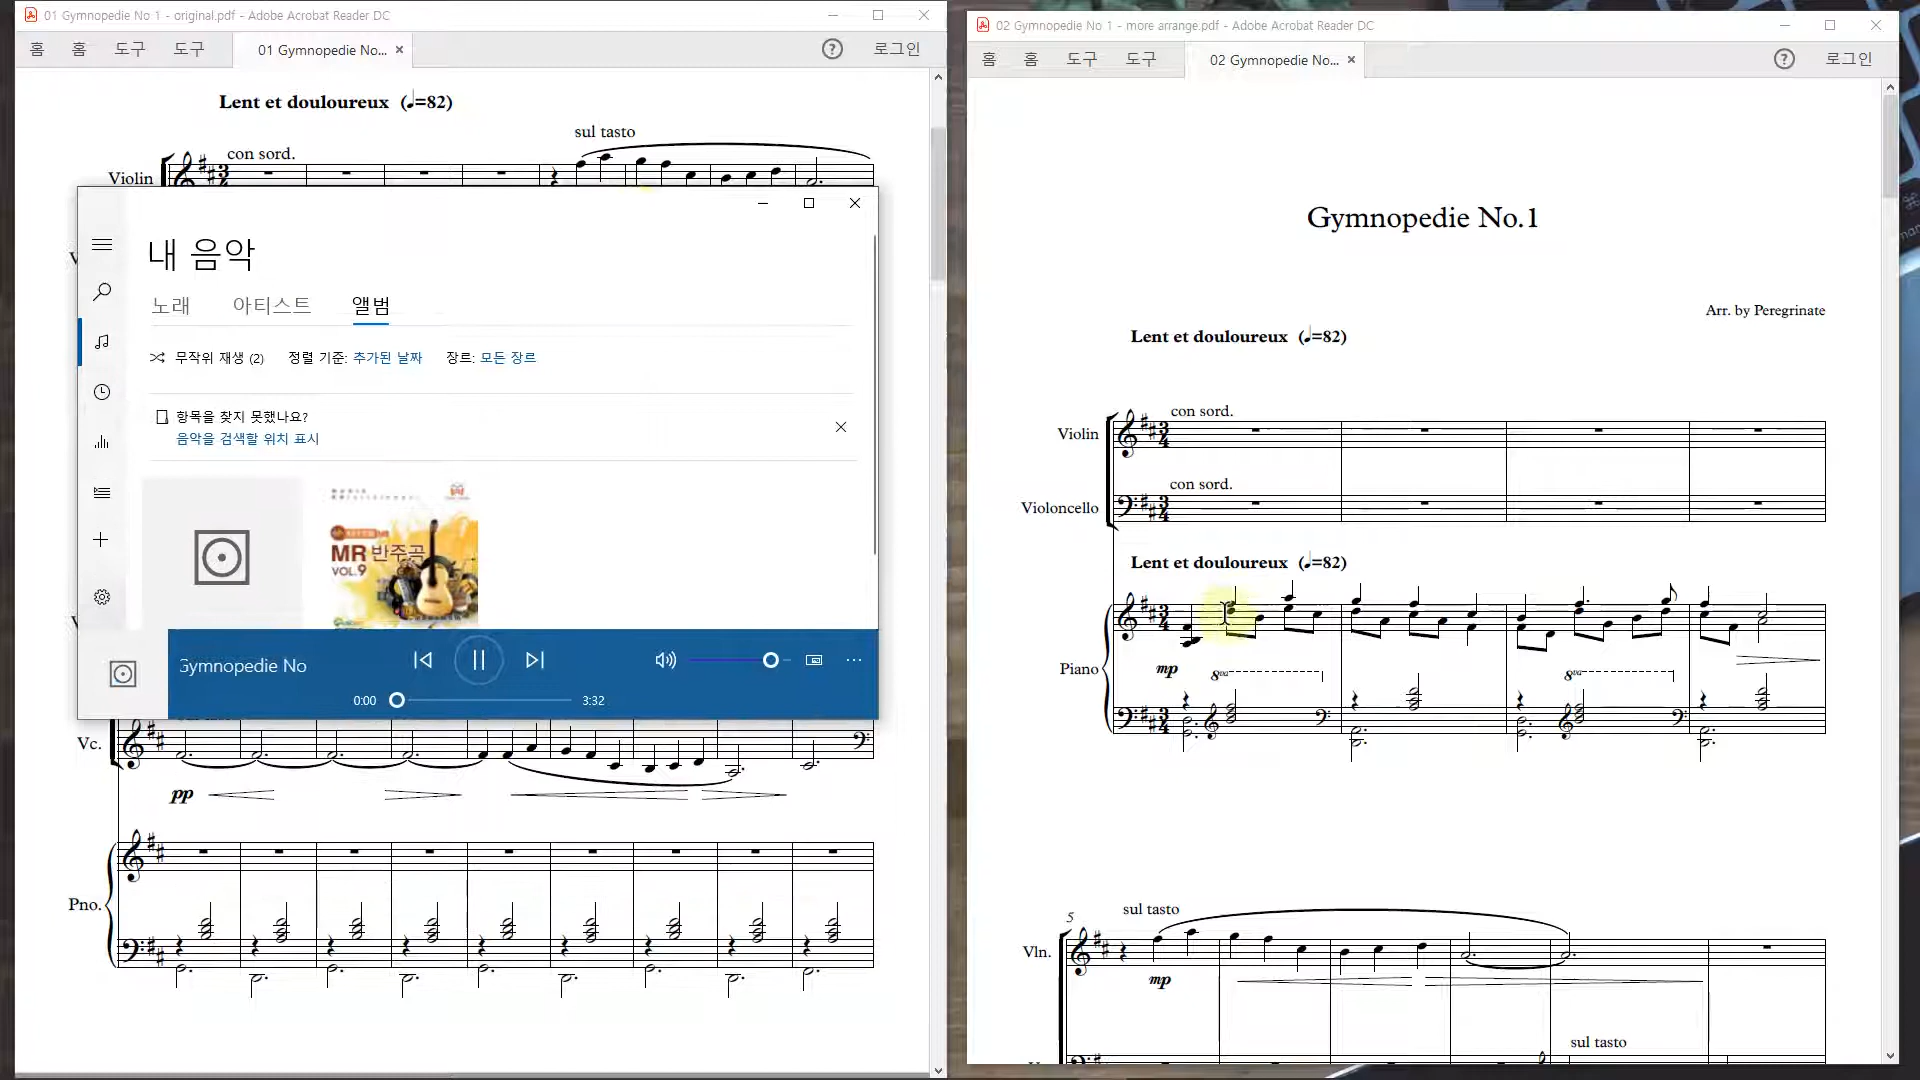 01 Gymnopedie No 1 - original.pdf - Adobe Acrobat Reader DC
홈 홈 도구 도구 01 Gymnopedie No... 로그인
Lent et douloureux (♩=82)
sul tasto
con sord.
Violin
내 음악
노래 아티스트 앨범
무작위 재생 (2) 정렬 기준: 추가된 날짜 장르: 모든 장르
항목을 찾지 못했나요?
음악을 검색할 위치 표시
MR 반주곡
VOL.9
Gymnopedie No
0:00 3:32
Vc.
pp
Pno.
02 Gymnopedie No 1 - more arrange.pdf - Adobe Acrobat Reader DC
홈 홈 도구 도구 02 Gymnopedie No... 로그인
Gymnopedie No.1
Arr. by Peregrinate
Lent et douloureux (♩=82)
con sord.
Violin
con sord.
Violoncello
Lent et douloureux (♩=82)
Piano
mp 8va 8va
5
sul tasto
Vln.
mp
sul tasto